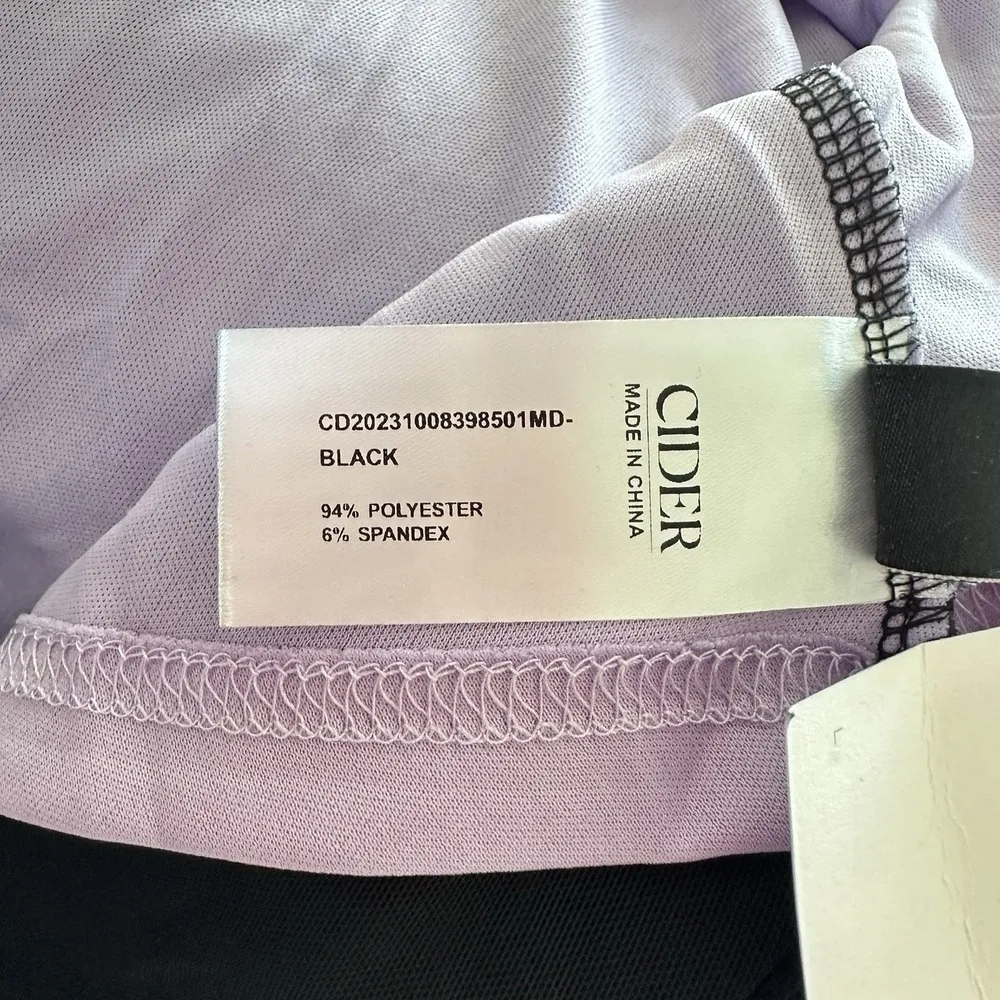 CD20231008398501MD-
BLACK
94% POLYESTER
6% SPANDEX
CIDER
MADE IN CHINA